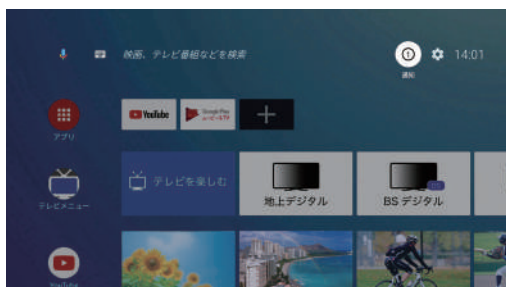 映画、テレビ番組などを検索
14:01
通知
アプリ
YouTube
Google Play
ムービー&TV
テレビメニュー
テレビを楽しむ
地上デジタル
BS デジタル
YouTube